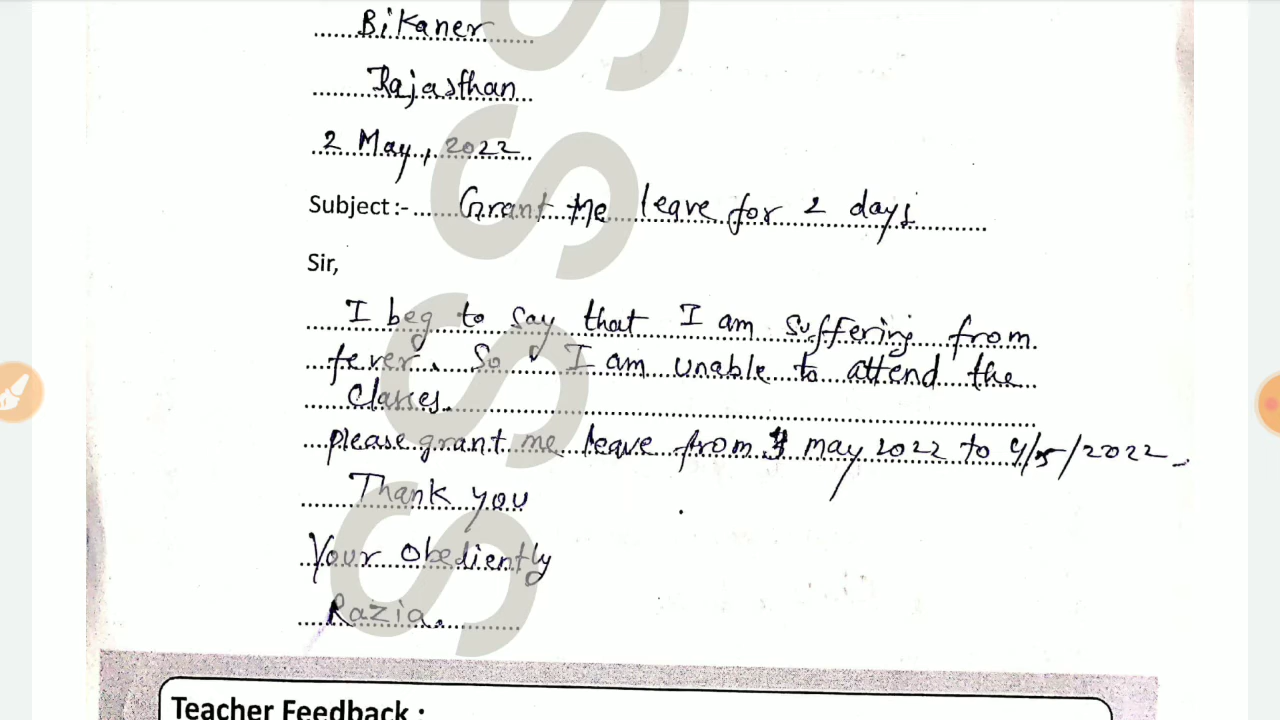 Bikaner
Rajasthan
2 May, 2022
Subject :- Grant me leave for 2 days
Sir,
I beg to say that I am suffering from
fever. So, I am unable to attend the
Classes.
please grant me leave from may 2022 to 4/5/2022.
Thank you
Your Obediently
Razia.
Teacher Feedback :